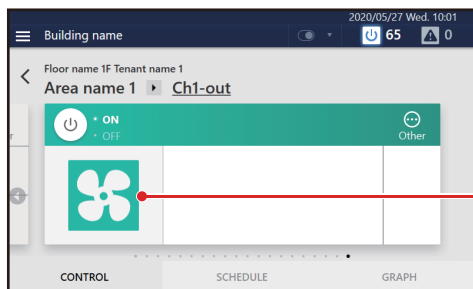 2020/05/27 Wed. 10:01
Building name
65
0
Floor name 1F Tenant name 1
Area name 1 Ch1-out
ON
OFF
Other
r
CONTROL SCHEDULE GRAPH